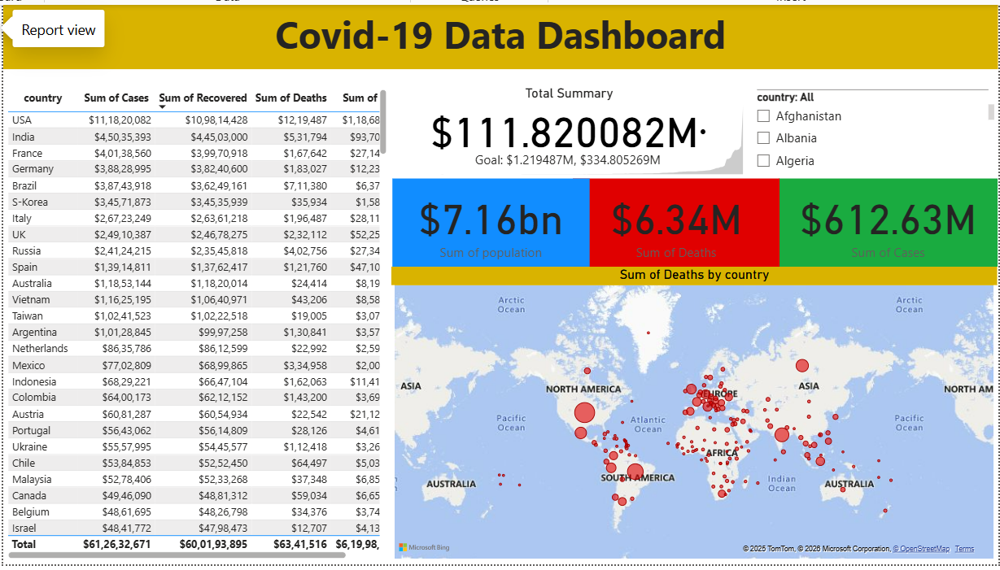 Report view
Covid-19 Data Dashboard
country Sum of Cases Sum of Recovered Sum of Deaths Sum of
USA $11,18,20,082 $10,98,14,428 $12,19,487 $1,18,68
India $4,50,35,393 $4,45,03,000 $5,31,794 $93,70
France $4,01,38,560 $3,99,70,918 $1,67,642 $27,14
Germany $3,88,28,995 $3,82,40,600 $1,83,027 $12,23
Brazil $3,87,43,918 $3,62,49,161 $7,11,380 $6,37
S-Korea $3,45,71,873 $3,45,35,939 $35,934 $1,58
Italy $2,67,23,249 $2,63,61,218 $1,96,487 $28,11
UK $2,49,10,387 $2,46,78,275 $2,32,112 $52,25
Russia $2,41,24,215 $2,35,45,818 $4,02,756 $27,34
Spain $1,39,14,811 $1,37,62,417 $1,21,760 $47,10
Australia $1,18,53,144 $1,18,20,014 $24,414 $8,19
Vietnam $1,16,25,195 $1,06,40,971 $43,206 $8,58
Taiwan $1,02,41,523 $1,02,22,518 $19,005 $3,07
Argentina $1,01,28,845 $99,97,258 $1,30,841 $3,57
Netherlands $86,35,786 $86,12,599 $22,992 $2,59
Mexico $77,02,809 $68,99,865 $3,34,958 $2,00
Indonesia $68,29,221 $66,47,104 $1,62,063 $11,41
Colombia $64,00,173 $62,12,152 $1,43,200 $3,69
Austria $60,81,287 $60,54,934 $22,542 $21,12
Portugal $56,43,062 $56,14,809 $28,126 $4,61
Ukraine $55,57,995 $54,45,577 $1,12,418 $3,26
Chile $53,84,853 $52,52,450 $64,497 $5,03
Malaysia $52,78,406 $52,33,268 $37,348 $6,85
Canada $49,46,090 $48,81,312 $59,034 $6,65
Belgium $48,61,695 $48,26,798 $34,376 $3,74
Israel $48,41,772 $47,98,473 $12,707 $4,13
Total $61,26,32,671 $60,01,93,895 $63,41,516 $6,19,98,
Total Summary
$111.820082M
Goal: $1.219487M, $334.805269M
country: All
Afghanistan
Albania
Algeria
$7.16bn
Sum of population
$6.34M
Sum of Deaths
$612.63M
Sum of Cases
Sum of Deaths by country
Arctic
Ocean
Arctic
Ocean
ASIA
NORTH AMERICA
EUROPE
ASIA
NORTH AM
Pacific
Ocean
Atlantic
Ocean
Pacific
Ocean
AFRICA
SOUTH AMERICA
AUSTRALIA
Indian
Ocean
AUSTRALIA
Microsoft Bing
© 2025 TomTom, © 2026 Microsoft Corporation, © OpenStreetMap Terms